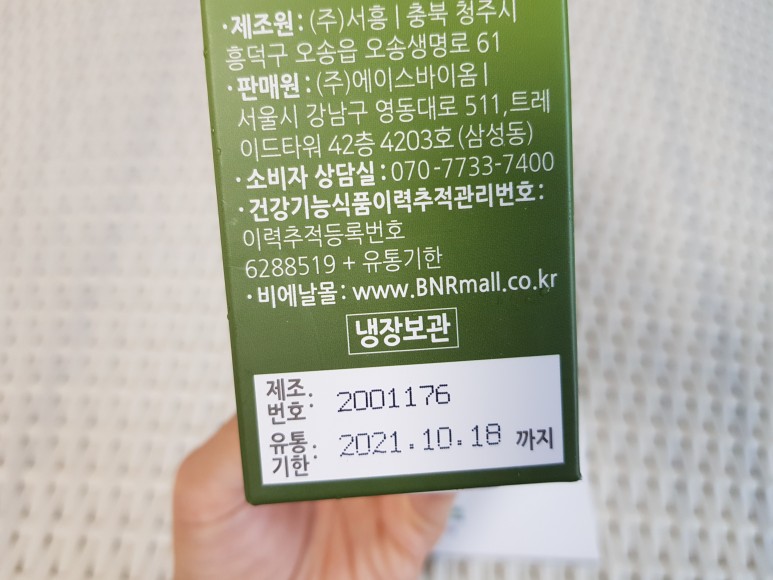 ·제조원: (주)서흥 | 충북 청주시
흥덕구 오송읍 오송생명로 61
·판매원: (주)에이스바이옴 |
서울시 강남구 영동대로 511,트레
이드타워 42층 4203호 (삼성동)
·소비자 상담실: 070-7733-7400
·건강기능식품이력추적관리번호:
이력추적등록번호
6288519 + 유통기한
·비에날몰: www.BNRmall.co.kr
냉장보관
제조번호: 2001176
유통기한: 2021.10.18 까지